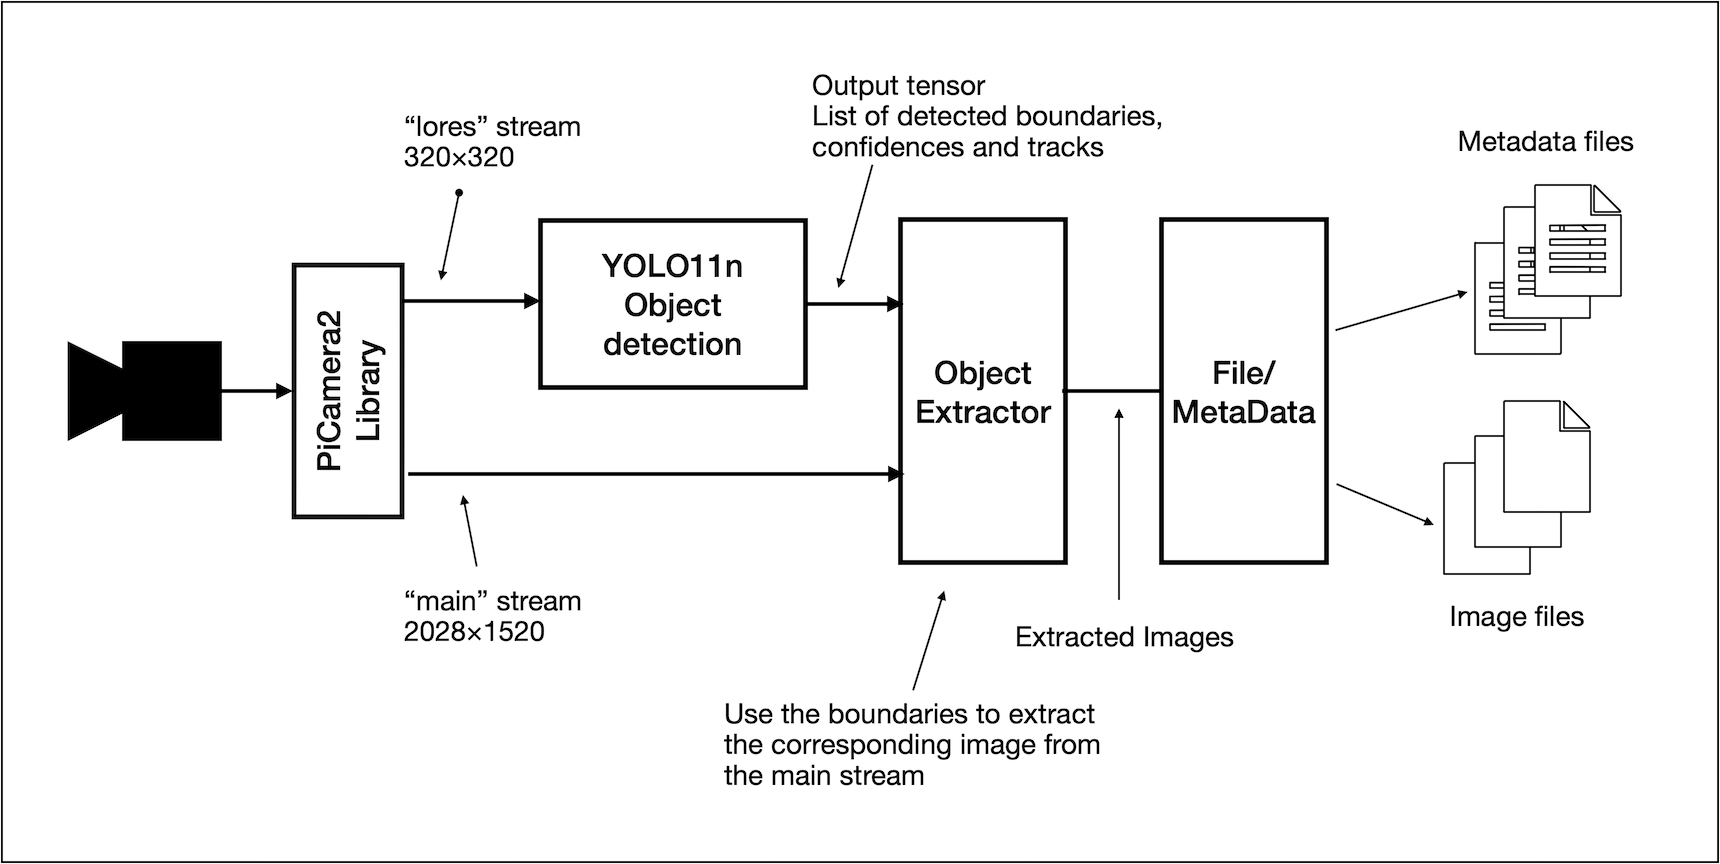 Output tensor
List of detected boundaries,
confidences and tracks
“lores” stream
320×320
Metadata files
YOLO11n
Object
detection
PiCamera2
Library
Object
Extractor
File/
MetaData
“main” stream
2028×1520
Extracted Images
Image files
Use the boundaries to extract
the corresponding image from
the main stream